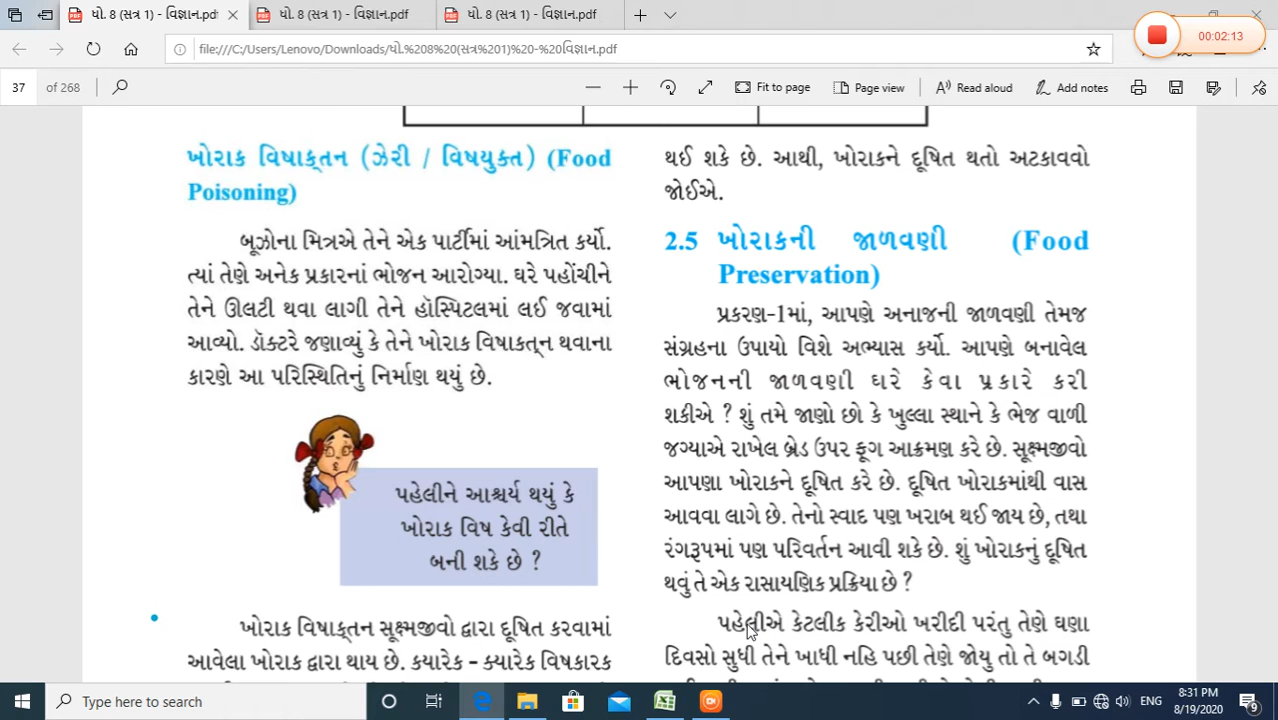 ધો. 8 (સત્ર 1) - વિજ્ઞાન.pdf
ધો. 8 (સત્ર 1) - વિજ્ઞાન.pdf
ધો. 8 (સત્ર 1) - વિજ્ઞાન.pdf
file:///C:/Users/Lenovo/Downloads/ધો.%208%20(સત્ર%201)%20-%20વિજ્ઞાન.pdf
00:02:13
37 of 268 Fit to page Page view Read aloud Add notes
ખોરાક વિષાક્તન (ઝેરી / વિષયુક્ત) (Food
Poisoning)
બૂઝોના મિત્રએ તેને એક પાર્ટીમાં આંમત્રિત કર્યો.
ત્યાં તેણે અનેક પ્રકારનાં ભોજન આરોગ્યા. ઘરે પહોંચીને
તેને ઊલટી થવા લાગી તેને હૉસ્પિટલમાં લઈ જવામાં
આવ્યો. ડૉક્ટરે જણાવ્યું કે તેને ખોરાક વિષાકત્ન થવાના
કારણે આ પરિસ્થિતિનું નિર્માણ થયું છે.
પહેલીને આશ્ચર્ય થયું કે
ખોરાક વિષ કેવી રીતે
બની શકે છે ?
ખોરાક વિષાક્તન સૂક્ષ્મજીવો દ્વારા દૂષિત કરવામાં
આવેલા ખોરાક દ્વારા થાય છે. ક્યારેક - ક્યારેક વિષકારક
થઈ શકે છે. આથી, ખોરાકને દૂષિત થતો અટકાવવો
જોઈએ.
2.5 ખોરાકની જાળવણી (Food
Preservation)
પ્રકરણ-1માં, આપણે અનાજની જાળવણી તેમજ
સંગ્રહના ઉપાયો વિશે અભ્યાસ કર્યો. આપણે બનાવેલ
ભોજનની જાળવણી ઘરે કેવા પ્રકારે કરી
શકીએ ? શું તમે જાણો છો કે ખુલ્લા સ્થાને કે ભેજ વાળી
જગ્યાએ રાખેલ બ્રેડ ઉપર ફૂગ આક્રમણ કરે છે. સૂક્ષ્મજીવો
આપણા ખોરાકને દૂષિત કરે છે. દૂષિત ખોરાકમાંથી વાસ
આવવા લાગે છે. તેનો સ્વાદ પણ ખરાબ થઈ જાય છે, તથા
રંગરૂપમાં પણ પરિવર્તન આવી શકે છે. શું ખોરાકનું દૂષિત
થવું તે એક રાસાયણિક પ્રક્રિયા છે ?
પહેલીએ કેટલીક કેરીઓ ખરીદી પરંતુ તેણે ઘણા
દિવસો સુધી તેને ખાધી નહિ પછી તેણે જોયુ તો તે બગડી
Type here to search
ENG
8:31 PM
8/19/2020
9